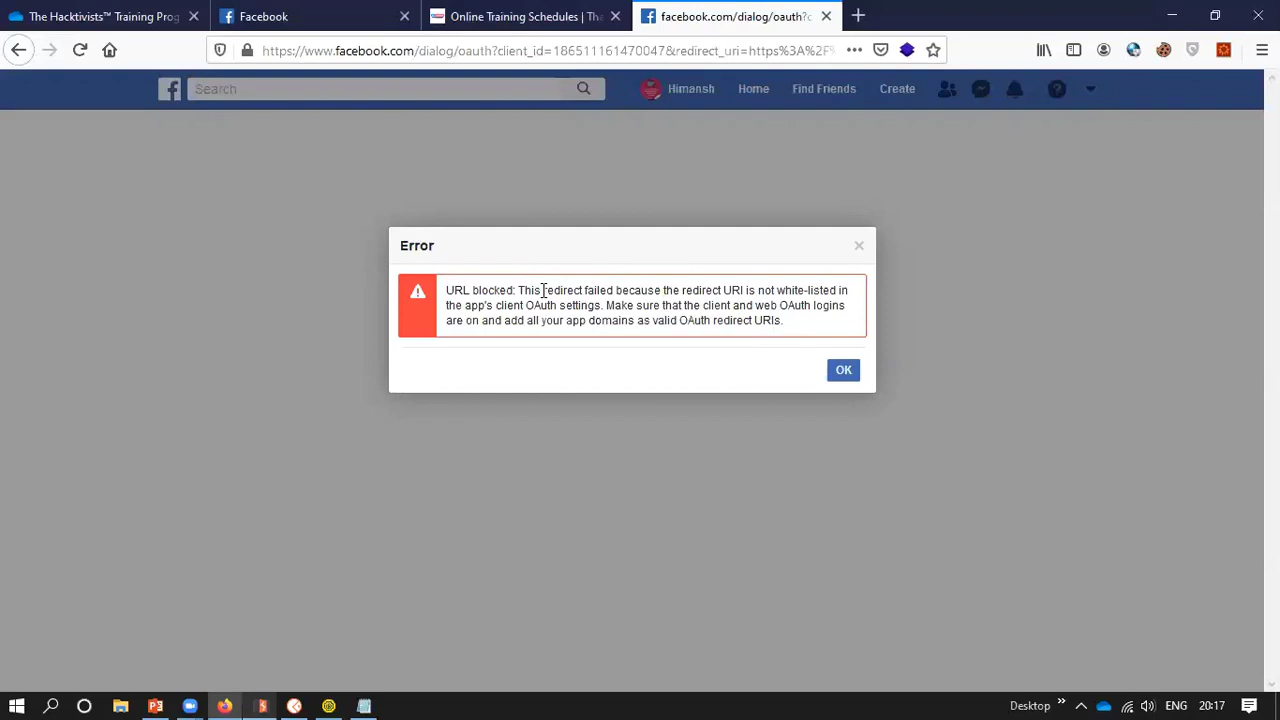 The Hacktivists™ Training Prog
Facebook
Online Training Schedules | Tha
facebook.com/dialog/oauth?c
https://www.facebook.com/dialog/oauth?client_id=186511161470047&redirect_uri=https%3A%2F
Search
Himansh
Home
Find Friends
Create
Error
URL blocked: This redirect failed because the redirect URI is not white-listed in
the app's client OAuth settings. Make sure that the client and web OAuth logins
are on and add all your app domains as valid OAuth redirect URIs.
OK
Desktop
ENG
20:17